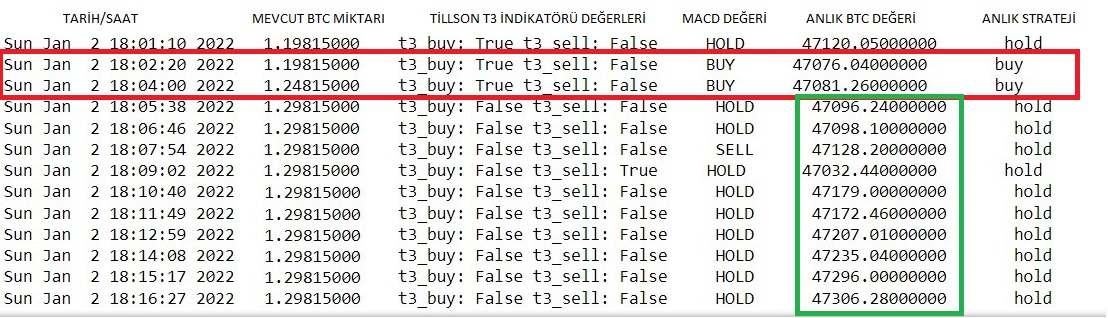 TARİH/SAAT MEVCUT BTC MİKTARI TİLLSON T3 İNDİKATÖRÜ DEĞERLERİ MACD DEĞERİ ANLIK BTC DEĞERİ ANLIK STRATEJİ
Sun Jan 2 18:01:10 2022 1.19815000 t3_buy: True t3_sell: False HOLD 47120.05000000 hold
Sun Jan 2 18:02:20 2022 1.19815000 t3_buy: True t3_sell: False BUY 47076.04000000 buy
Sun Jan 2 18:04:00 2022 1.24815000 t3_buy: True t3_sell: False BUY 47081.26000000 buy
Sun Jan 2 18:05:38 2022 1.29815000 t3_buy: False t3_sell: False HOLD 47096.24000000 hold
Sun Jan 2 18:06:46 2022 1.29815000 t3_buy: False t3_sell: False HOLD 47098.10000000 hold
Sun Jan 2 18:07:54 2022 1.29815000 t3_buy: False t3_sell: False SELL 47128.20000000 hold
Sun Jan 2 18:09:02 2022 1.29815000 t3_buy: False t3_sell: True HOLD 47032.44000000 hold
Sun Jan 2 18:10:40 2022 1.29815000 t3_buy: False t3_sell: False HOLD 47179.00000000 hold
Sun Jan 2 18:11:49 2022 1.29815000 t3_buy: False t3_sell: False HOLD 47172.46000000 hold
Sun Jan 2 18:12:59 2022 1.29815000 t3_buy: False t3_sell: False HOLD 47207.01000000 hold
Sun Jan 2 18:14:08 2022 1.29815000 t3_buy: False t3_sell: False HOLD 47235.04000000 hold
Sun Jan 2 18:15:17 2022 1.29815000 t3_buy: False t3_sell: False HOLD 47296.00000000 hold
Sun Jan 2 18:16:27 2022 1.29815000 t3_buy: False t3_sell: False HOLD 47306.28000000 hold